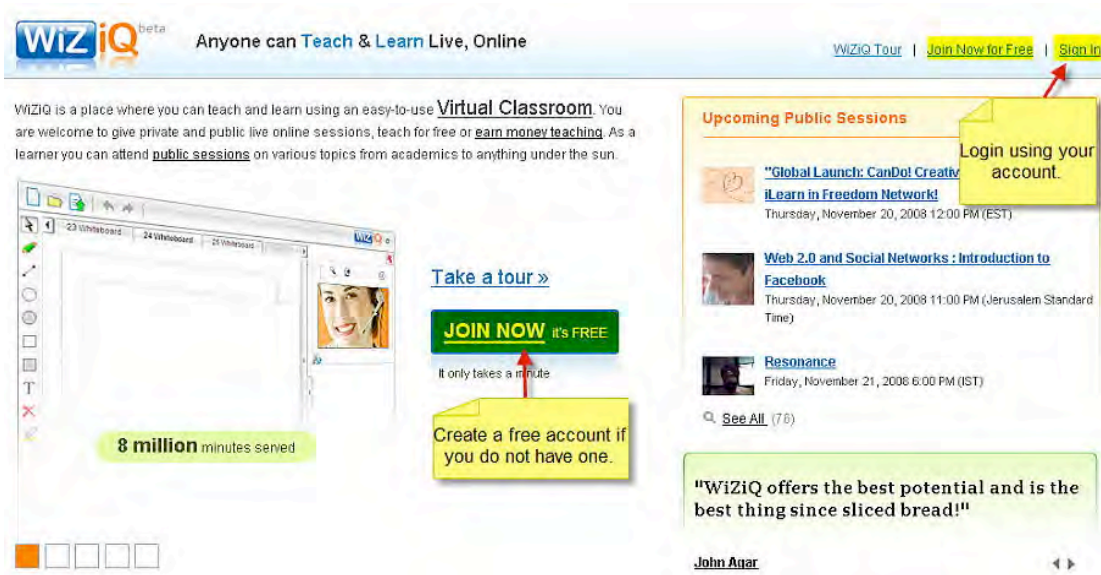 WiZiQ beta
Anyone can Teach & Learn Live, Online
WiZiQ Tour | Join Now for Free | Sign In
WiZiQ is a place where you can teach and learn using an easy-to-use Virtual Classroom. You
are welcome to give private and public live online sessions, teach for free or earn money teaching. As a
learner you can attend public sessions on various topics from academics to anything under the sun.
23 Whiteboard 24 Whiteboard 25 Whiteboard
WiZiQ
T
8 million minutes served
Take a tour »
JOIN NOW it's FREE
It only takes a minute
Create a free account if
you do not have one.
Upcoming Public Sessions
Login using your
account.
"Global Launch: CanDo! Creativ
iLearn in Freedom Network!
Thursday, November 20, 2008 12:00 PM (EST)
Web 2.0 and Social Networks : Introduction to
Facebook
Thursday, November 20, 2008 11:00 PM (Jerusalem Standard
Time)
Resonance
Friday, November 21, 2008 6:00 PM (IST)
See All (76)
"WiZiQ offers the best potential and is the
best thing since sliced bread!"
John Agar